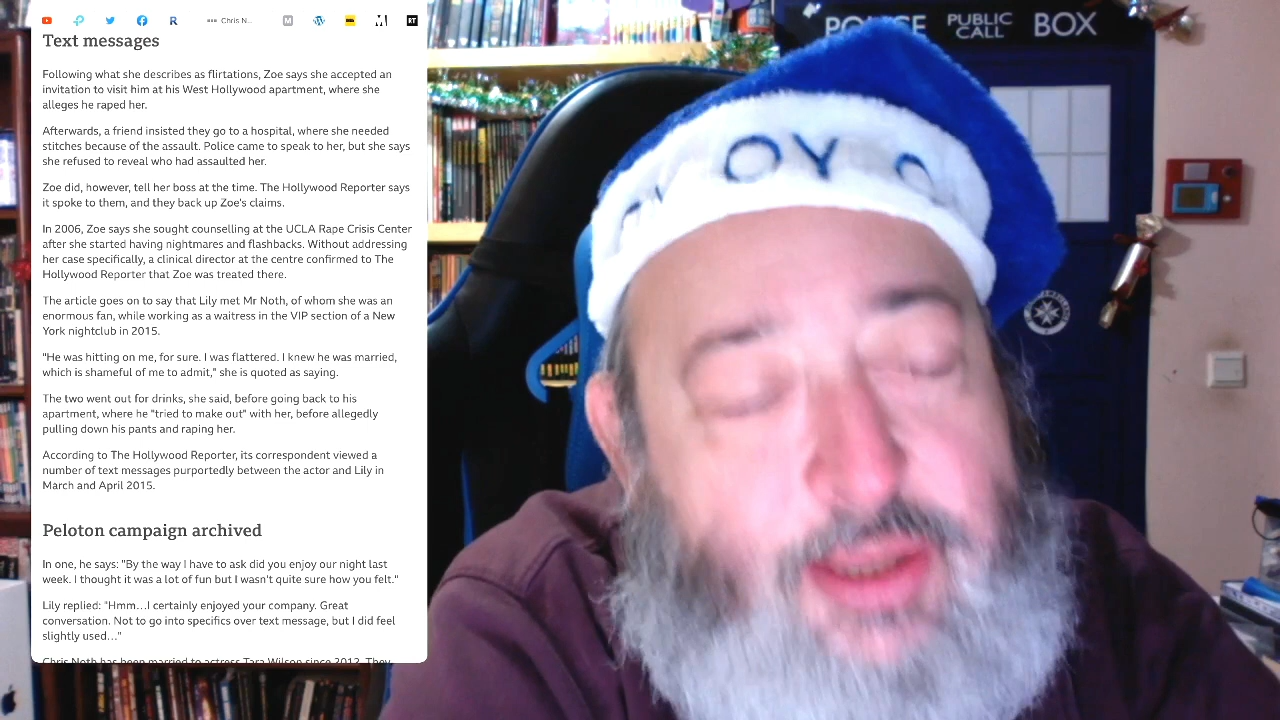 Chris N...
Text messages
Following what she describes as flirtations, Zoe says she accepted an
invitation to visit him at his West Hollywood apartment, where she
alleges he raped her.
Afterwards, a friend insisted they go to a hospital, where she needed
stitches because of the assault. Police came to speak to her, but she says
she refused to reveal who had assaulted her.
Zoe did, however, tell her boss at the time. The Hollywood Reporter says
it spoke to them, and they back up Zoe's claims.
In 2006, Zoe says she sought counselling at the UCLA Rape Crisis Center
after she started having nightmares and flashbacks. Without addressing
her case specifically, a clinical director at the centre confirmed to The
Hollywood Reporter that Zoe was treated there.
The article goes on to say that Lily met Mr Noth, of whom she was an
enormous fan, while working as a waitress in the VIP section of a New
York nightclub in 2015.
"He was hitting on me, for sure. I was flattered. I knew he was married,
which is shameful of me to admit," she is quoted as saying.
The two went out for drinks, she said, before going back to his
apartment, where he "tried to make out" with her, before allegedly
pulling down his pants and raping her.
According to The Hollywood Reporter, its correspondent viewed a
number of text messages purportedly between the actor and Lily in
March and April 2015.
Peloton campaign archived
In one, he says: "By the way I have to ask did you enjoy our night last
week. I thought it was a lot of fun but I wasn't quite sure how you felt."
Lily replied: "Hmm...I certainly enjoyed your company. Great
conversation. Not to go into specifics over text message, but I did feel
slightly used..."
Chris Noth has been married to actress Tara Wilson since 2012. They
POLICE PUBLIC CALL BOX
OY